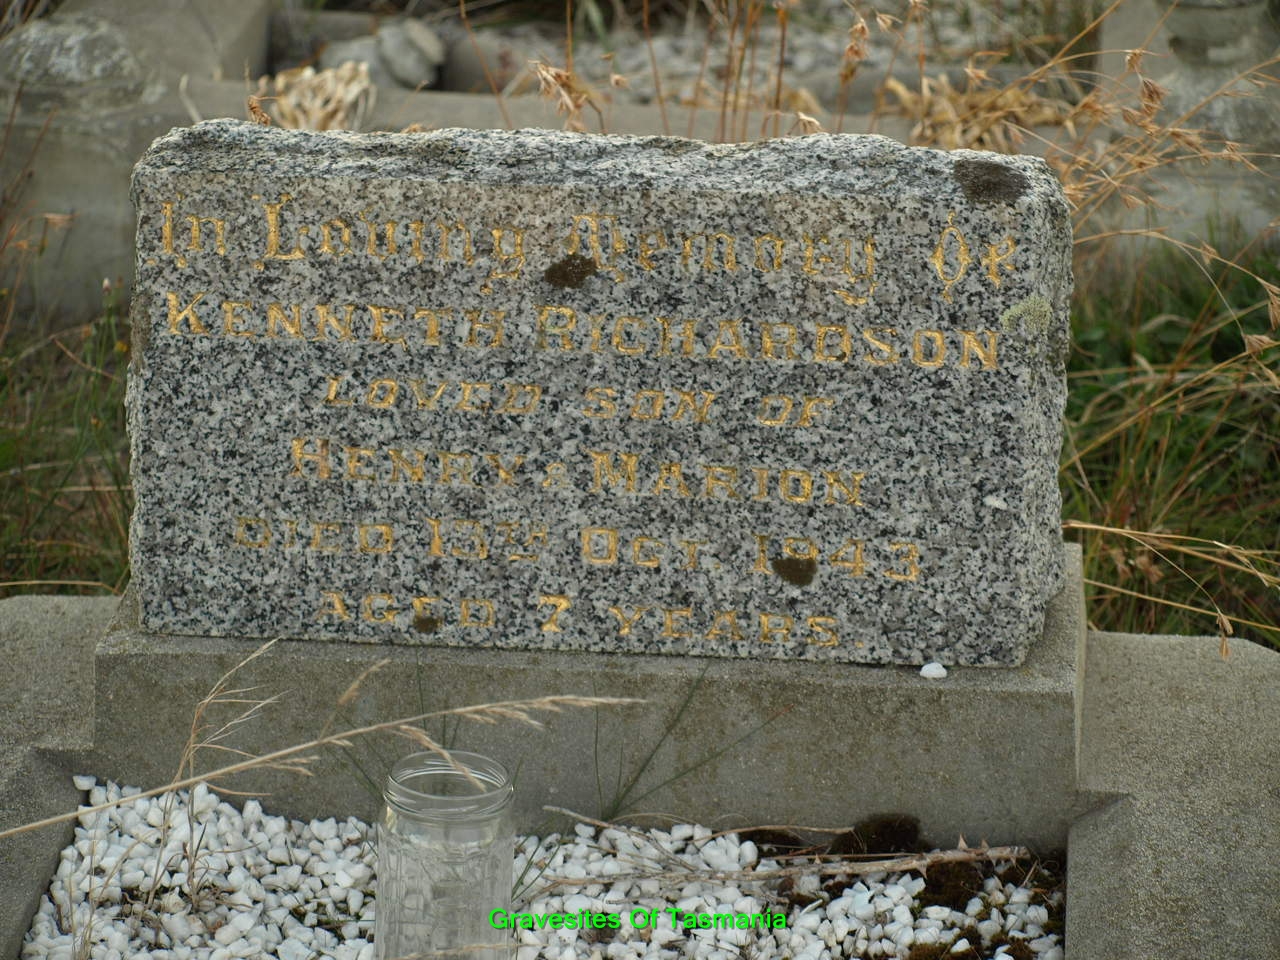 In Loving Memory Of
KENNETH RICHARDSON
LOVED SON OF
HENRY & MARION
DIED 13TH OCT. 1943
AGED 7 YEARS.
Gravesites Of Tasmania